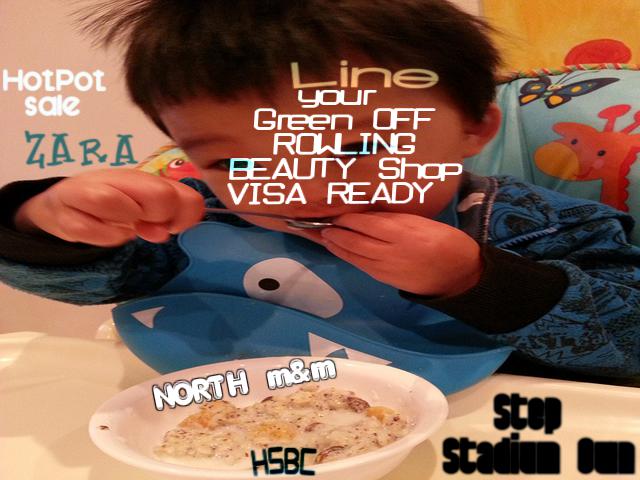 Line
your
Green OFF
ROWLING
BEAUTY Shop
VISA READY
HotPot
sale
ZARA
NORTH m&m
HSBC
Step
Stadium Own